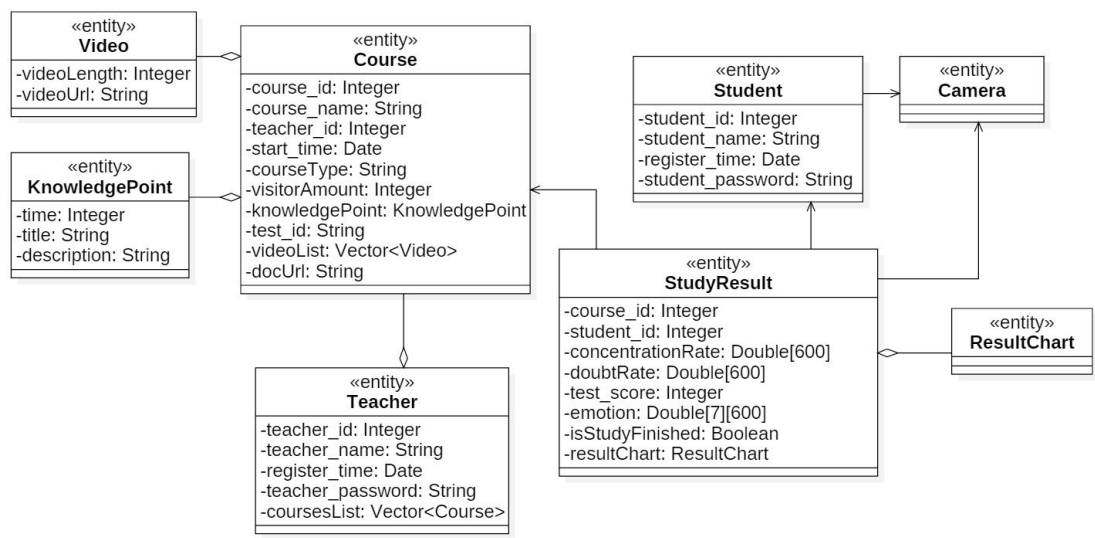 «entity»
Video
-videoLength: Integer
-videoUrl: String
«entity»
KnowledgePoint
-time: Integer
-title: String
-description: String
«entity»
Course
-course_id: Integer
-course_name: String
-teacher_id: Integer
-start_time: Date
-courseType: String
-visitorAmount: Integer
-knowledgePoint: KnowledgePoint
-test_id: String
-videoList: Vector<Video>
-docUrl: String
«entity»
Teacher
-teacher_id: Integer
-teacher_name: String
-register_time: Date
-teacher_password: String
-coursesList: Vector<Course>
«entity»
Student
-student_id: Integer
-student_name: String
-register_time: Date
-student_password: String
«entity»
Camera
«entity»
StudyResult
-course_id: Integer
-student_id: Integer
-concentrationRate: Double[600]
-doubtRate: Double[600]
-test_score: Integer
-emotion: Double[7][600]
-isStudyFinished: Boolean
-resultChart: ResultChart
«entity»
ResultChart